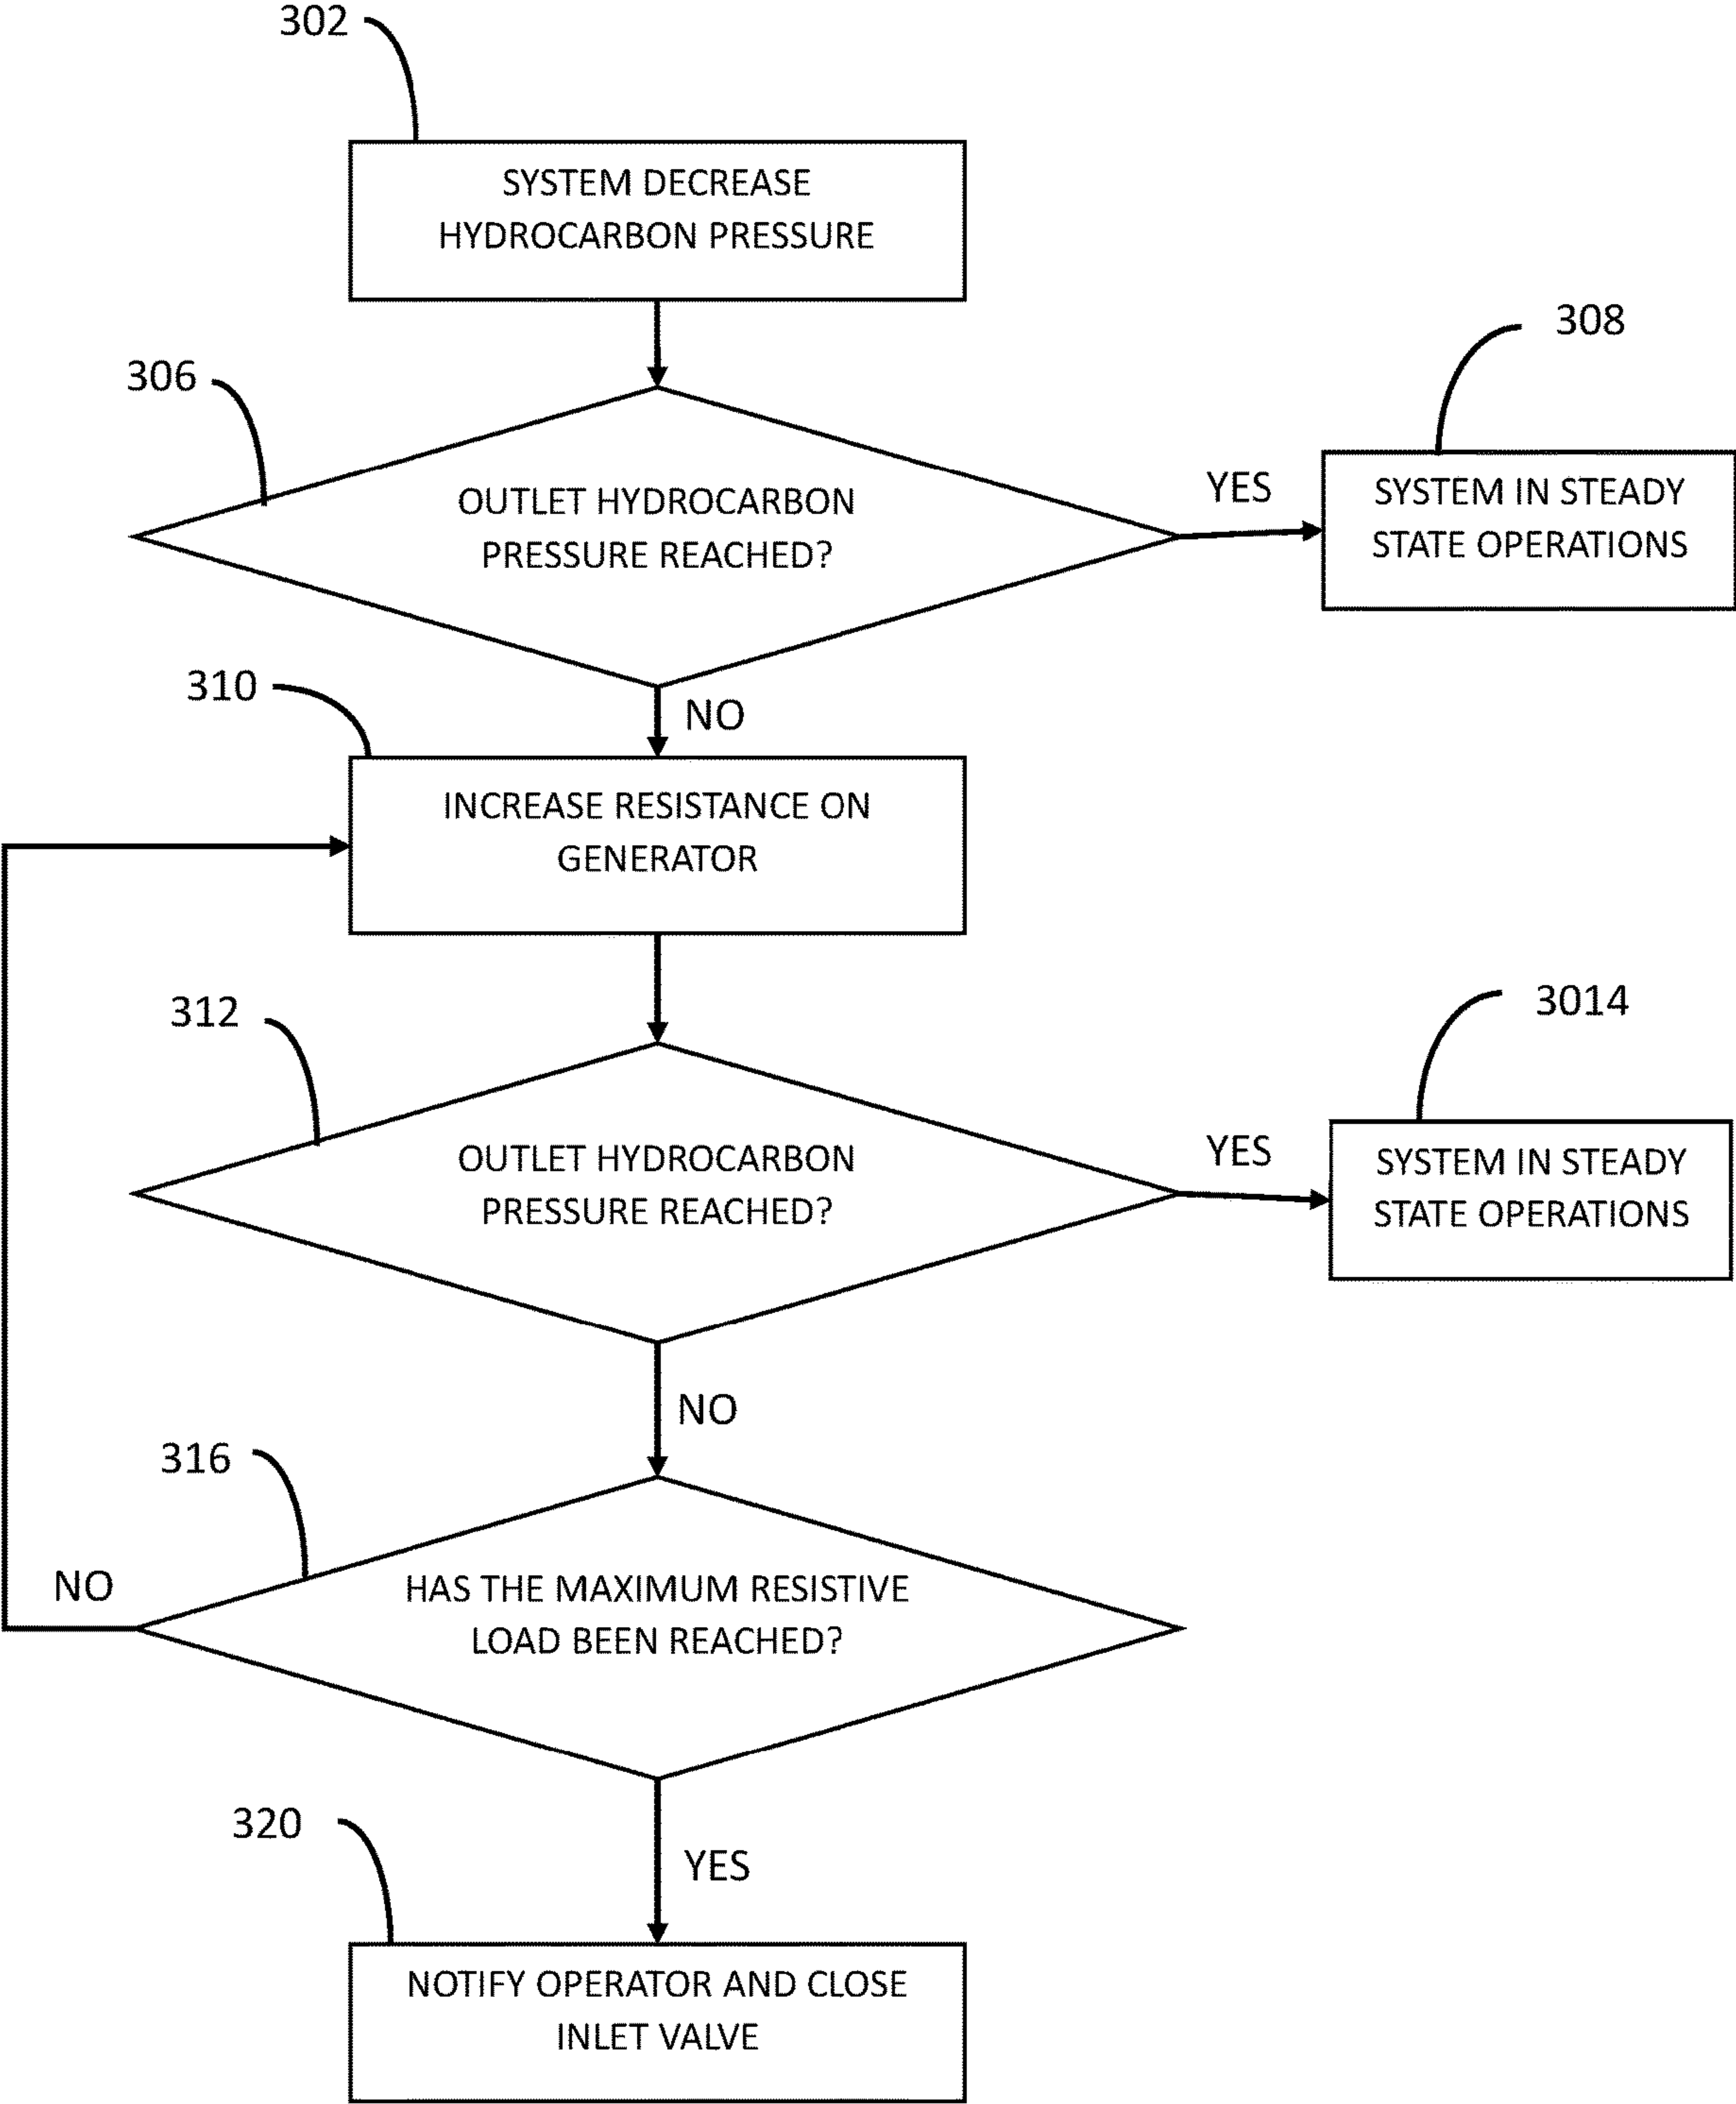 302
SYSTEM DECREASE
HYDROCARBON PRESSURE
306
OUTLET HYDROCARBON
PRESSURE REACHED?
YES
308
SYSTEM IN STEADY
STATE OPERATIONS
NO
310
INCREASE RESISTANCE ON
GENERATOR
312
OUTLET HYDROCARBON
PRESSURE REACHED?
YES
3014
SYSTEM IN STEADY
STATE OPERATIONS
NO
316
HAS THE MAXIMUM RESISTIVE
LOAD BEEN REACHED?
NO
YES
320
NOTIFY OPERATOR AND CLOSE
INLET VALVE